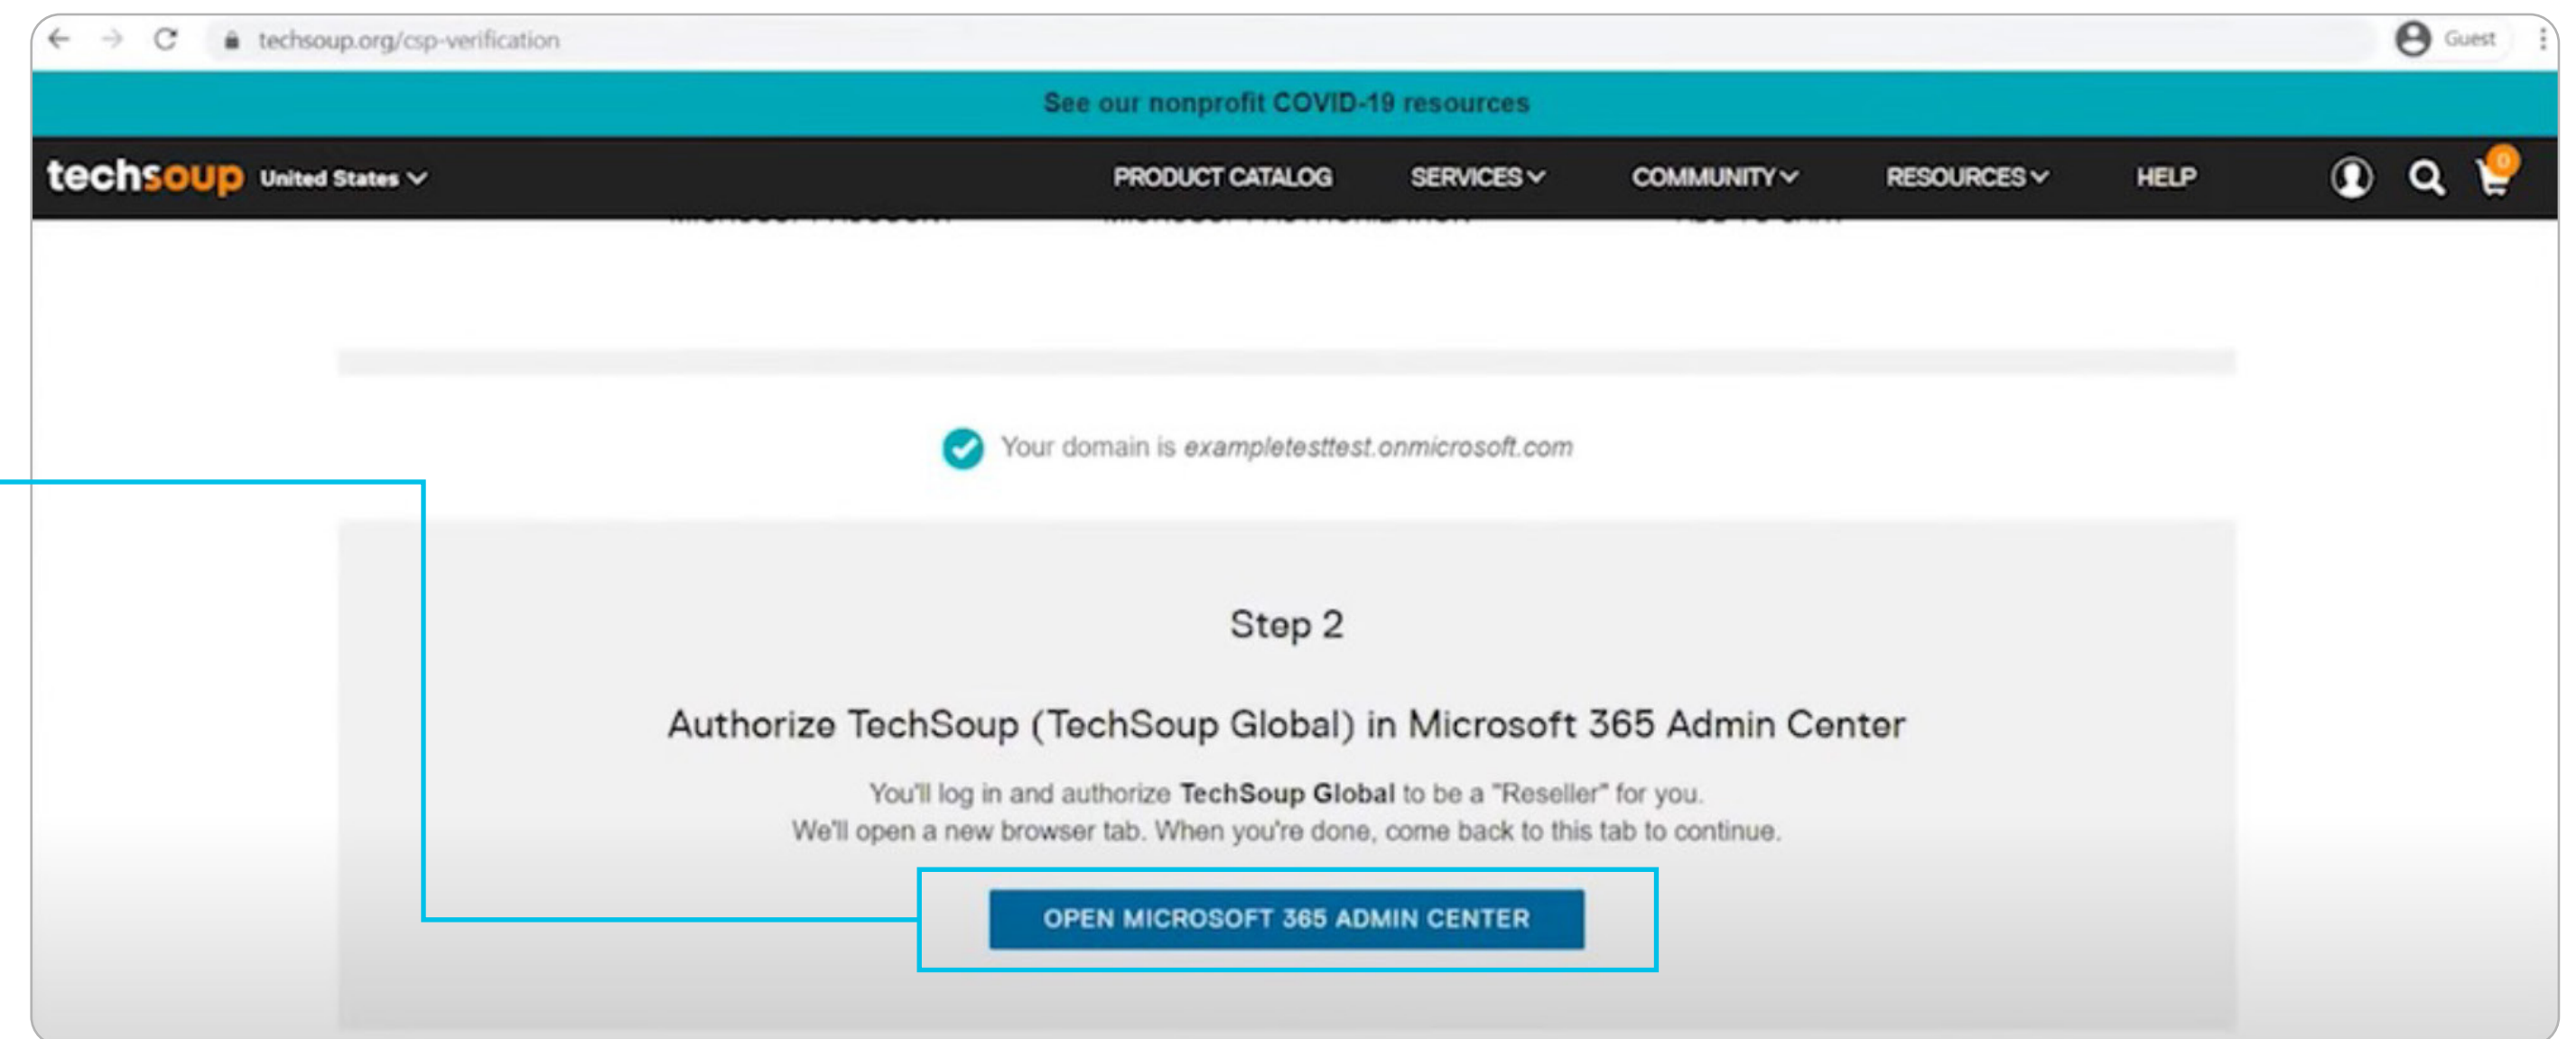 techsoup.org/csp-verification
Guest
See our nonprofit COVID-19 resources
techsoup United States PRODUCT CATALOG SERVICES COMMUNITY RESOURCES HELP 0
Your domain is exampletesttest.onmicrosoft.com
Step 2
Authorize TechSoup (TechSoup Global) in Microsoft 365 Admin Center
You'll log in and authorize TechSoup Global to be a "Reseller" for you.
We'll open a new browser tab. When you're done, come back to this tab to continue.
OPEN MICROSOFT 365 ADMIN CENTER